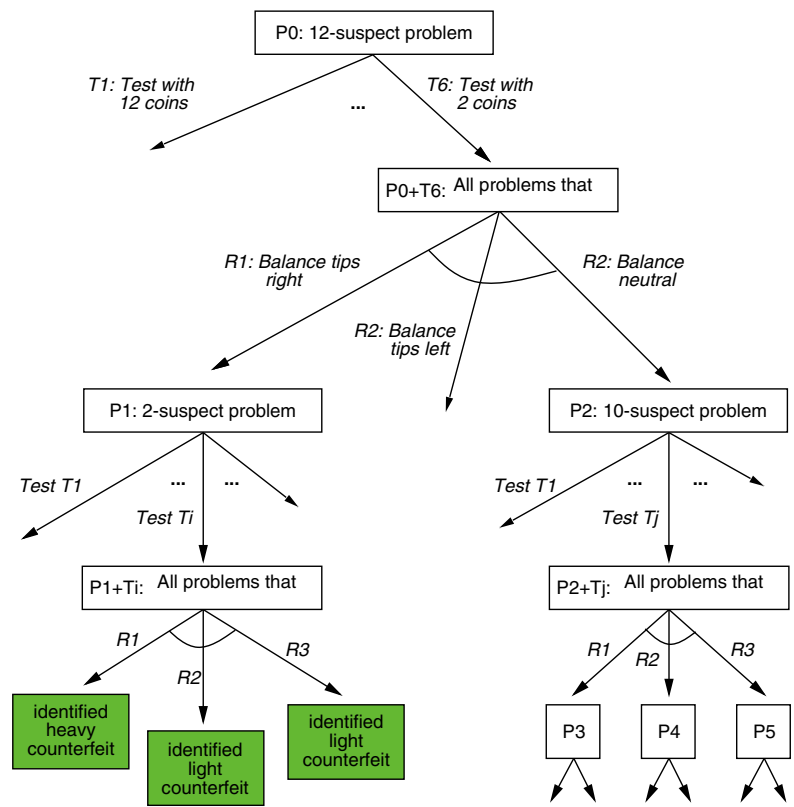 P0: 12-suspect problem
T1: Test with
12 coins
...
T6: Test with
2 coins
P0+T6: All problems that
R1: Balance tips
right
R2: Balance
tips left
R2: Balance
neutral
P1: 2-suspect problem
P2: 10-suspect problem
Test T1
...
...
Test Ti
Test T1
...
...
Test Tj
P1+Ti: All problems that
P2+Tj: All problems that
R1
R2
R3
R1
R2
R3
identified
heavy
counterfeit
identified
light
counterfeit
identified
light
counterfeit
P3
P4
P5